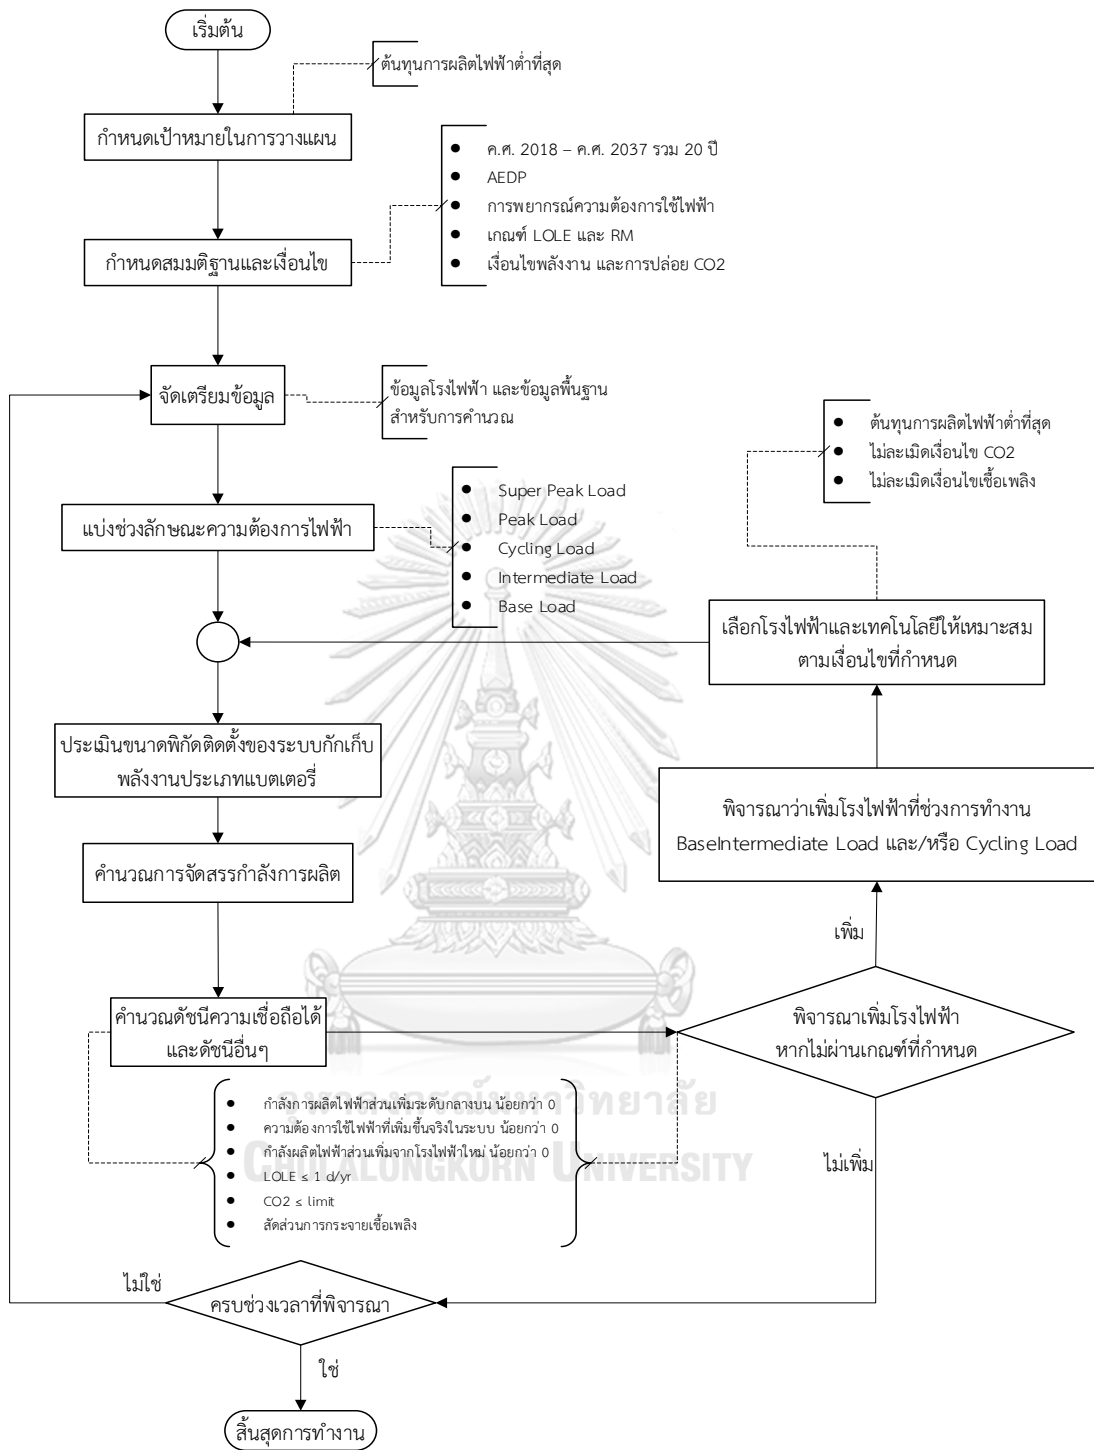 เริ่มต้น
ต้นทุนการผลิตไฟฟ้าต่ำที่สุด
กำหนดเป้าหมายในการวางแผน
ค.ศ. 2018 – ค.ศ. 2037 รวม 20 ปี
AEDP
การพยากรณ์ความต้องการใช้ไฟฟ้า
เกณฑ์ LOLE และ RM
เงื่อนไขพลังงาน และการปล่อย CO2
กำหนดสมมติฐานและเงื่อนไข
จัดเตรียมข้อมูล
ข้อมูลโรงไฟฟ้า และข้อมูลพื้นฐาน
สำหรับการคำนวณ
ต้นทุนการผลิตไฟฟ้าต่ำที่สุด
ไม่ละเมิดเงื่อนไข CO2
ไม่ละเมิดเงื่อนไขเชื้อเพลิง
แบ่งช่วงลักษณะความต้องการไฟฟ้า
Super Peak Load
Peak Load
Cycling Load
Intermediate Load
Base Load
เลือกโรงไฟฟ้าและเทคโนโลยีให้เหมาะสม
ตามเงื่อนไขที่กำหนด
ประเมินขนาดพิกัดติดตั้งของระบบกักเก็บ
พลังงานประเภทแบตเตอรี่
พิจารณาว่าเพิ่มโรงไฟฟ้าที่ช่วงการทำงาน
BaseIntermediate Load และ/หรือ Cycling Load
คำนวณการจัดสรรกำลังการผลิต
เพิ่ม
คำนวณดัชนีความเชื่อถือได้
และดัชนีอื่นๆ
พิจารณาเพิ่มโรงไฟฟ้า
หากไม่ผ่านเกณฑ์ที่กำหนด
จุฬาลงกรณ์มหาวิทยาลัย
CHULALONGKORN UNIVERSITY
กำลังการผลิตไฟฟ้าส่วนเพิ่มระดับกลางบน น้อยกว่า 0
ความต้องการใช้ไฟฟ้าที่เพิ่มขึ้นจริงในระบบ น้อยกว่า 0
กำลังผลิตไฟฟ้าส่วนเพิ่มจากโรงไฟฟ้าใหม่ น้อยกว่า 0
LOLE ≤ 1 d/yr
CO2 ≤ limit
สัดส่วนการกระจายเชื้อเพลิง
ไม่เพิ่ม
ไม่ใช่
ครบช่วงเวลาที่พิจารณา
ใช่
สิ้นสุดการทำงาน